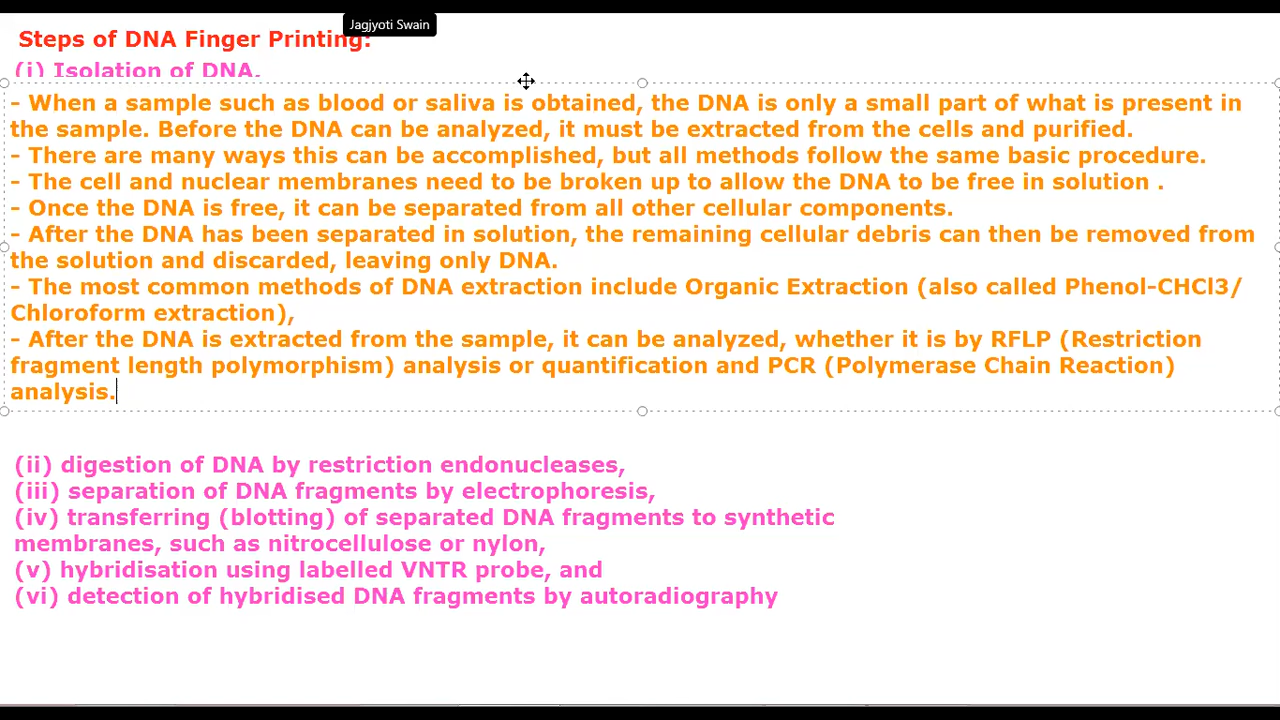 Jagjyoti Swain
Steps of DNA Finger Printing:
(i) Isolation of DNA.
- When a sample such as blood or saliva is obtained, the DNA is only a small part of what is present in
the sample. Before the DNA can be analyzed, it must be extracted from the cells and purified.
- There are many ways this can be accomplished, but all methods follow the same basic procedure.
- The cell and nuclear membranes need to be broken up to allow the DNA to be free in solution .
- Once the DNA is free, it can be separated from all other cellular components.
- After the DNA has been separated in solution, the remaining cellular debris can then be removed from
the solution and discarded, leaving only DNA.
- The most common methods of DNA extraction include Organic Extraction (also called Phenol-CHCl3/
Chloroform extraction),
- After the DNA is extracted from the sample, it can be analyzed, whether it is by RFLP (Restriction
fragment length polymorphism) analysis or quantification and PCR (Polymerase Chain Reaction)
analysis.
(ii) digestion of DNA by restriction endonucleases,
(iii) separation of DNA fragments by electrophoresis,
(iv) transferring (blotting) of separated DNA fragments to synthetic
membranes, such as nitrocellulose or nylon,
(v) hybridisation using labelled VNTR probe, and
(vi) detection of hybridised DNA fragments by autoradiography